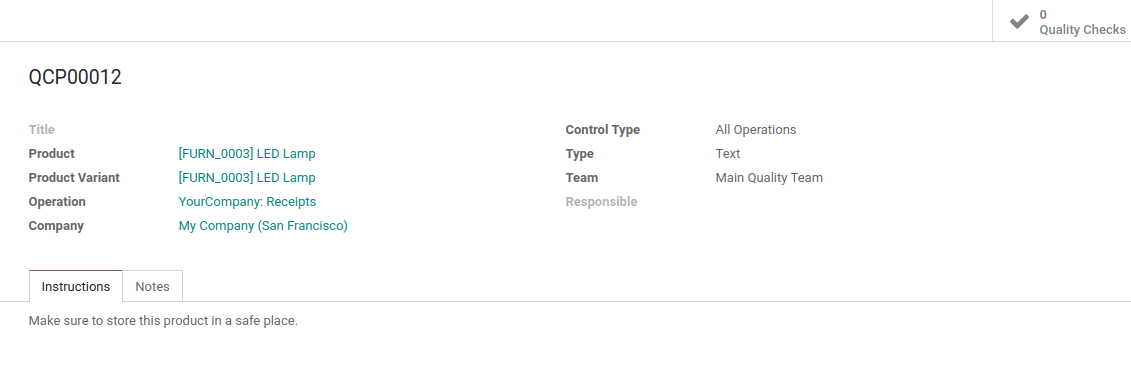 0
Quality Checks
QCP00012
Title
Control Type All Operations
Product [FURN_0003] LED Lamp
Type Text
Product Variant [FURN_0003] LED Lamp
Team Main Quality Team
Operation YourCompany: Receipts
Responsible
Company My Company (San Francisco)
Instructions Notes
Make sure to store this product in a safe place.